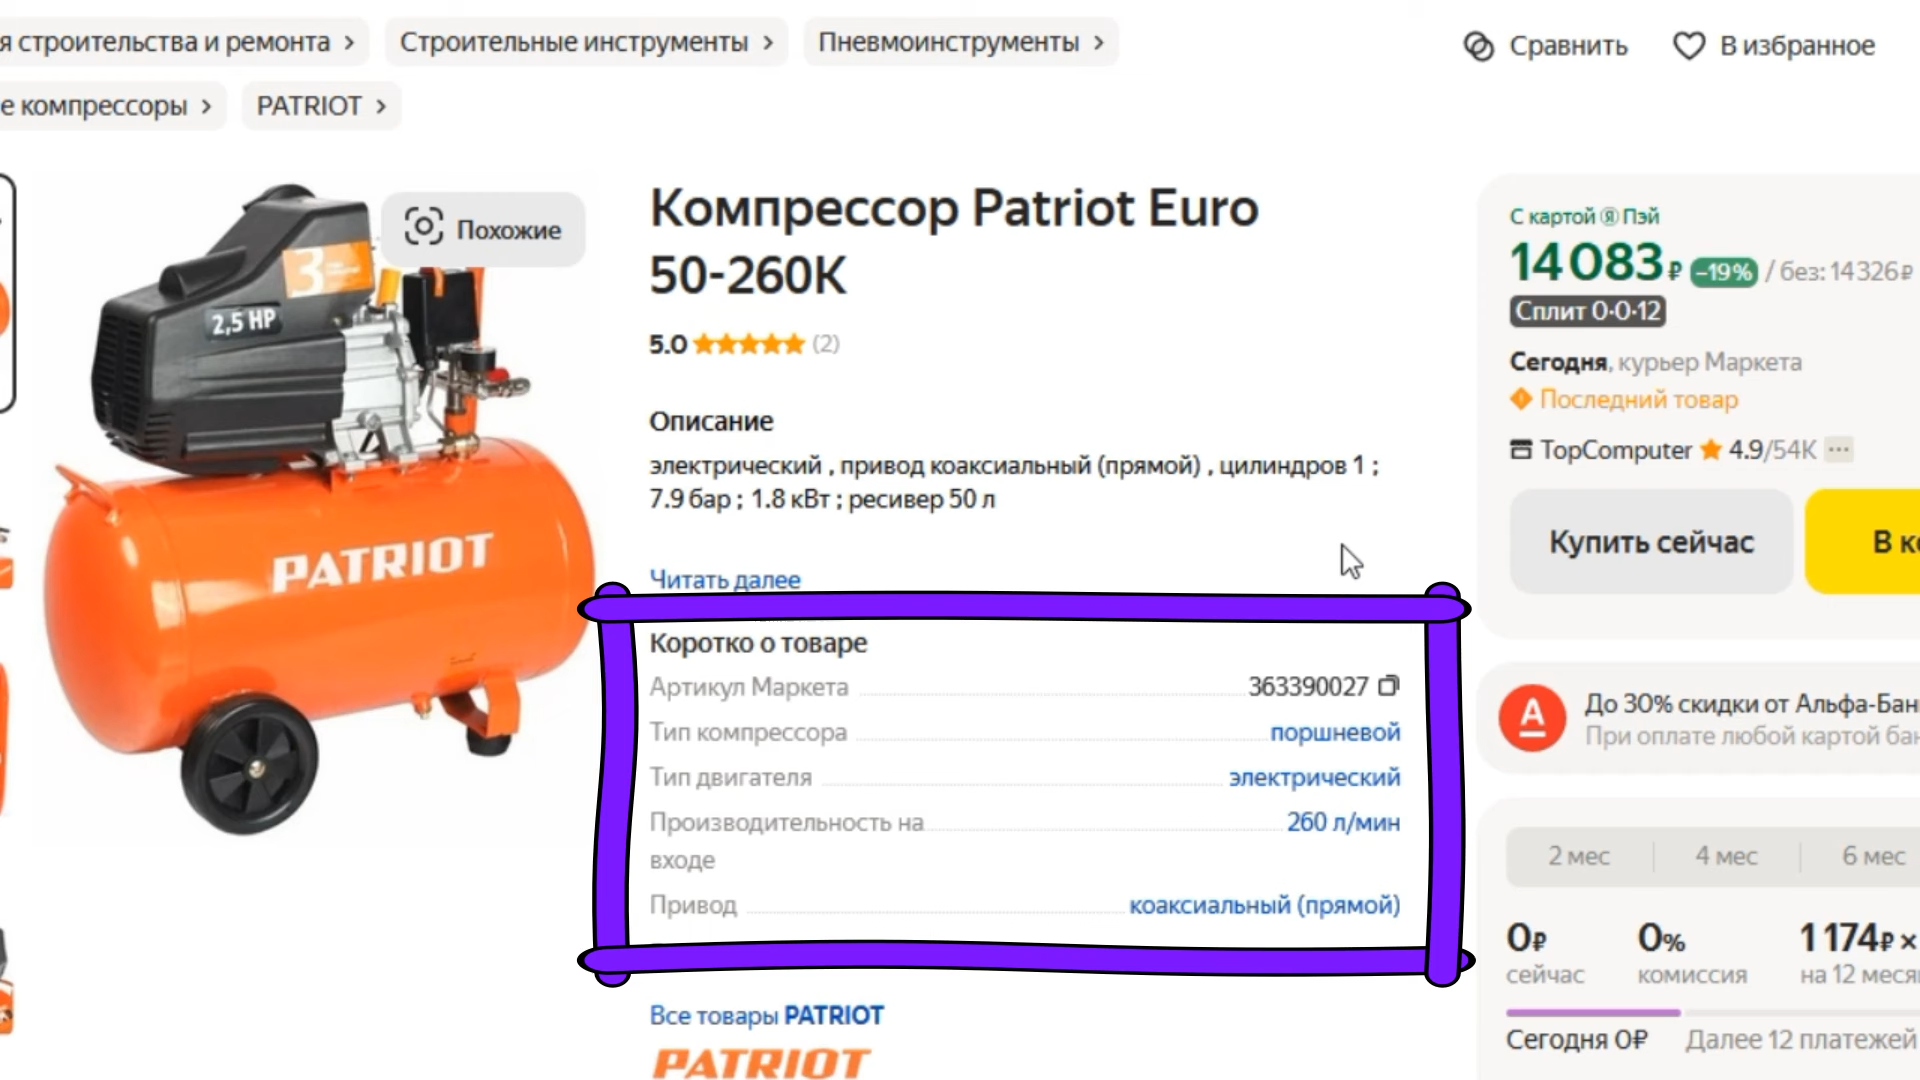 я строительства и ремонта
Строительные инструменты
Пневмоинструменты
Сравнить
В избранное
е компрессоры
PATRIOT
Похожие
3
2,5 HP
PATRIOT
Компрессор Patriot Euro
50-260K
5.0 (2)
Описание
электрический , привод коаксиальный (прямой) , цилиндров 1 ;
7.9 бар ; 1.8 кВт ; ресивер 50 л
Читать далее
Коротко о товаре
Артикул Маркета 363390027
Тип компрессора поршневой
Тип двигателя электрический
Производительность на входе 260 л/мин
Привод коаксиальный (прямой)
Все товары PATRIOT
PATRIOT
С картой Я Пэй
14 083 ₽ -19% / без: 14 326 ₽
Сплит 0-0-12
Сегодня, курьер Маркета
Последний товар
TopComputer 4.9/54K ...
Купить сейчас
В к
А
До 30% скидки от Альфа-Бан
При оплате любой картой бан
2 мес 4 мес 6 мес
0₽ 0% 1 174₽ ×
сейчас комиссия на 12 меся
Сегодня 0₽ Далее 12 платежей